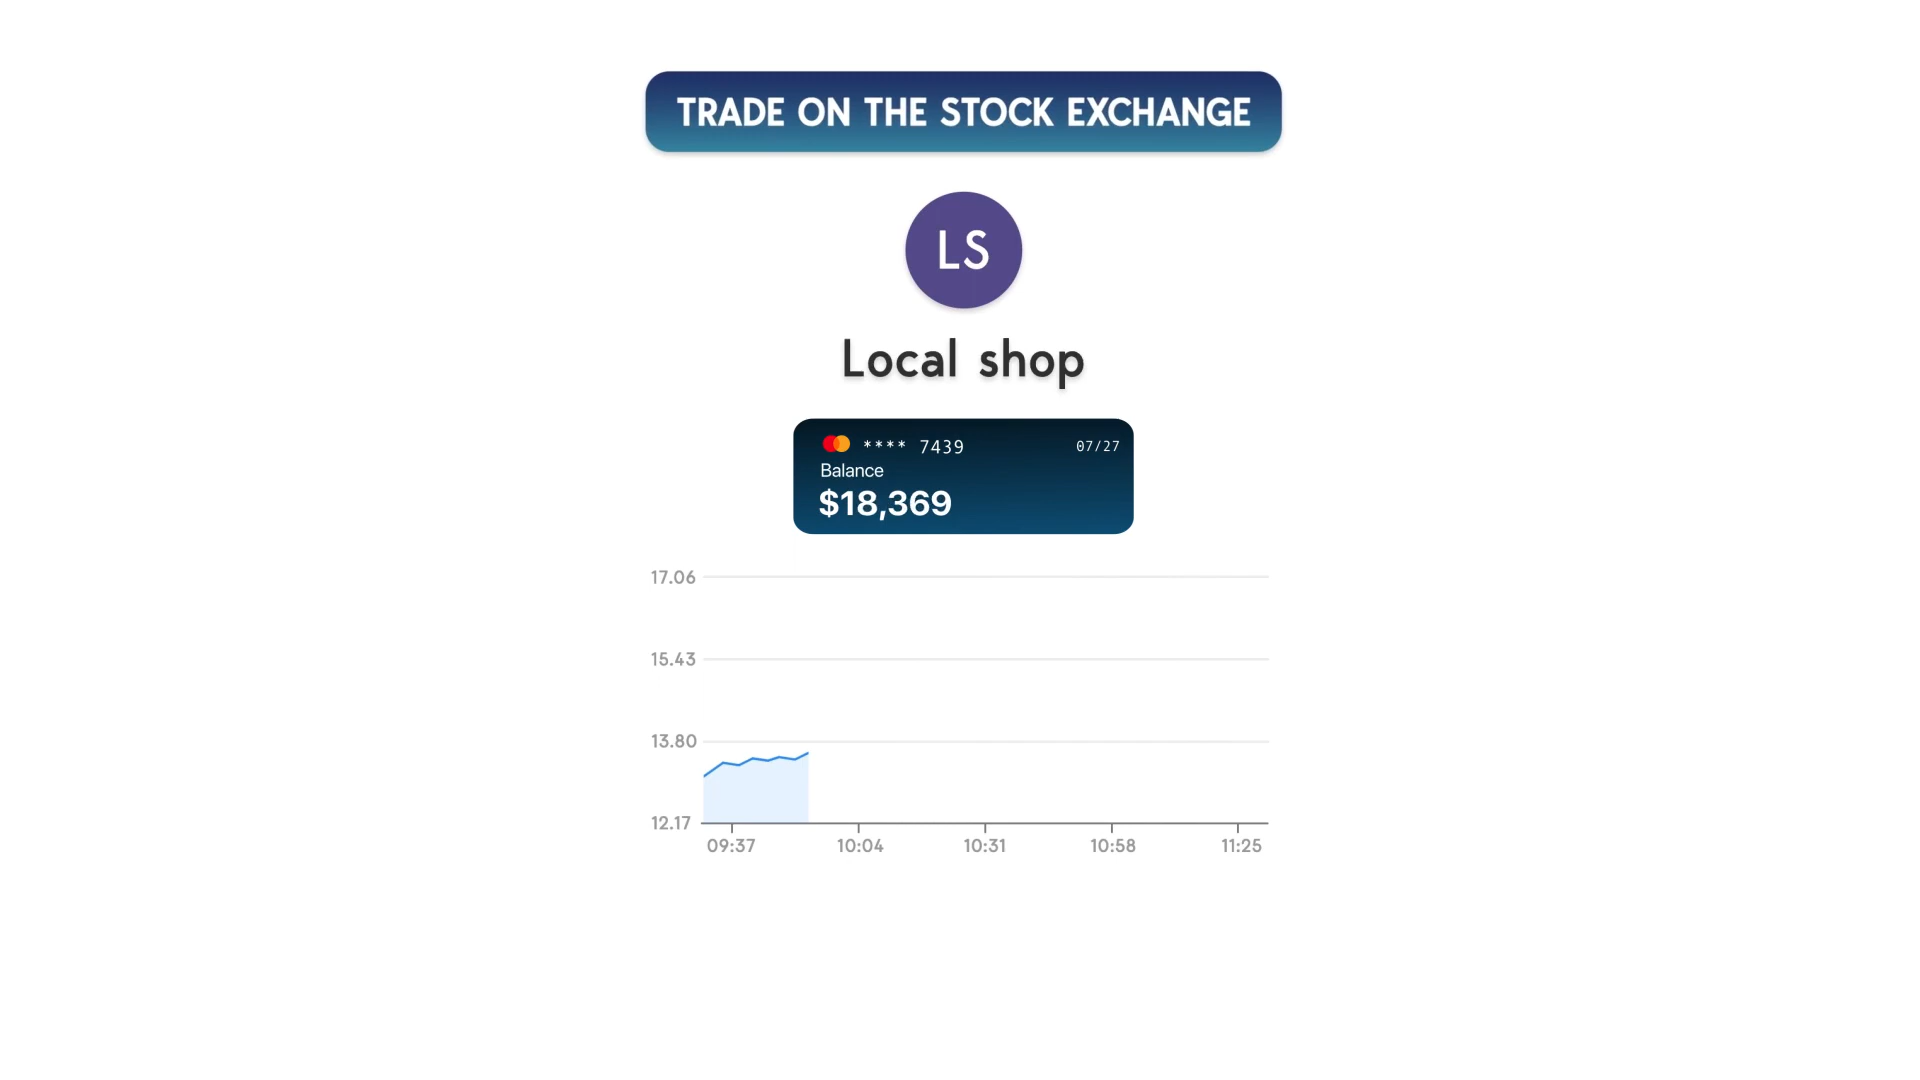 TRADE ON THE STOCK EXCHANGE
LS
Local shop
**** 7439 07/27
Balance
$18,369
17.06
15.43
13.80
12.17
09:37 10:04 10:31 10:58 11:25